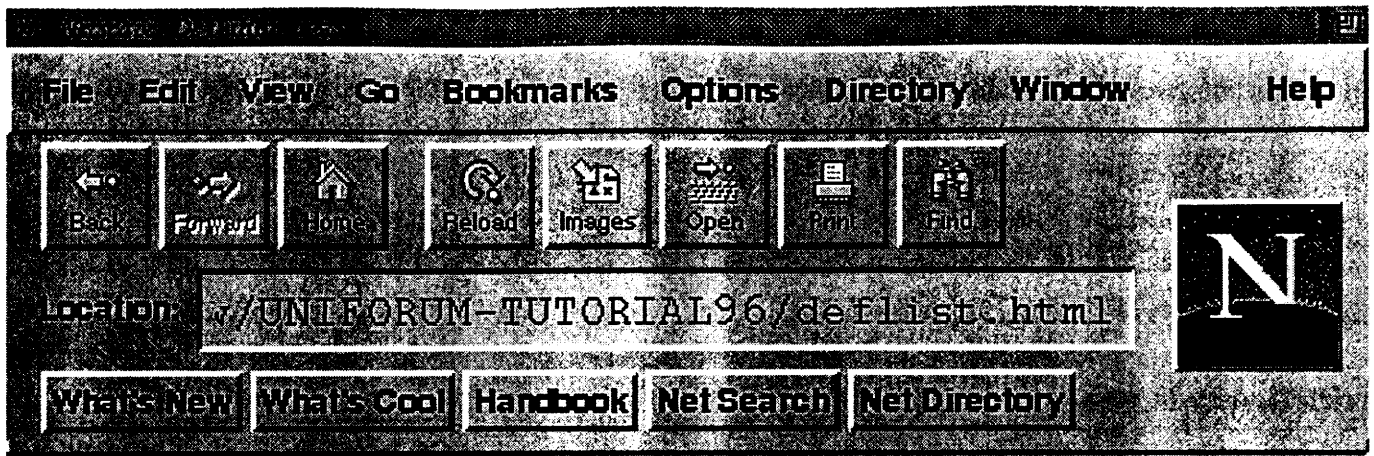 File Edit View Go Bookmarks Options Directory Window Help
Back Forward Home Reload Images Open Print Find
N
Location: /UNIFORUM-TUTORIAL96/deflist.html
What's New What's Cool Handbook Net Search Net Directory